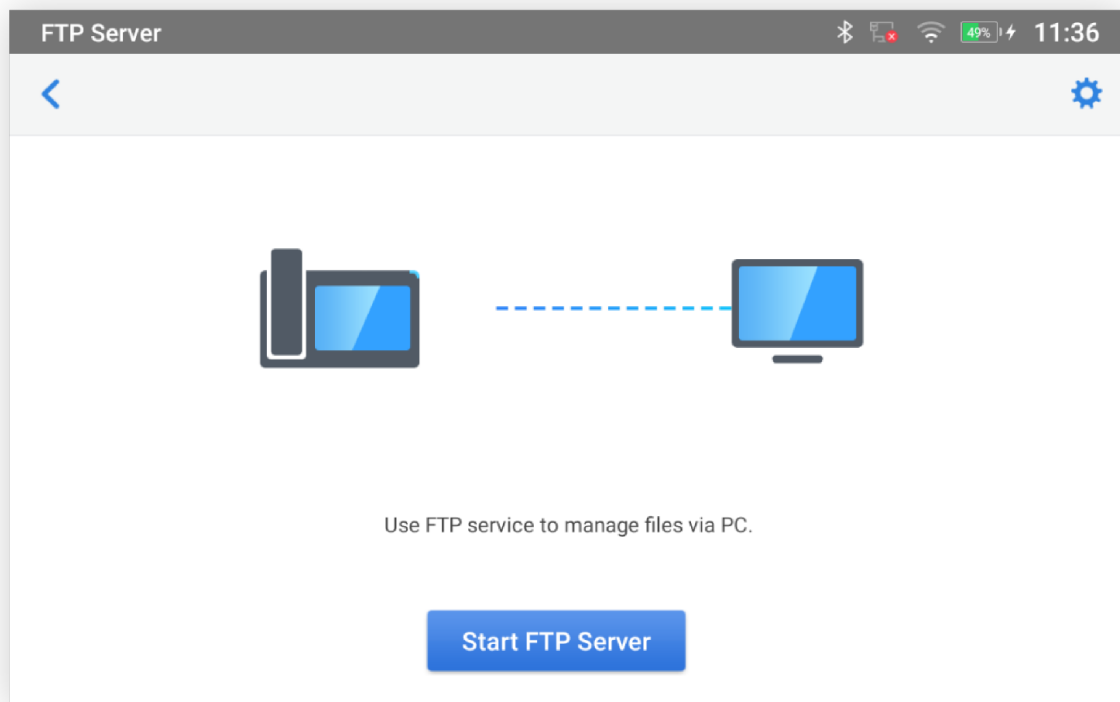 FTP Server
49%
11:36
Use FTP service to manage files via PC.
Start FTP Server